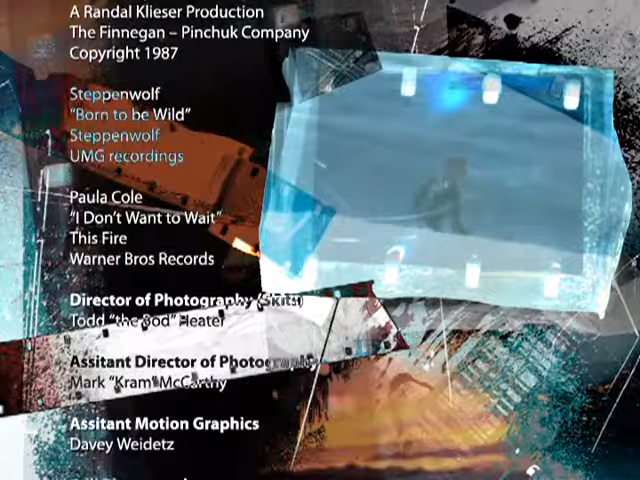 A Randal Klieser Production
The Finnegan – Pinchuk Company
Copyright 1987
Steppenwolf
"Born to be Wild"
Steppenwolf
UMG recordings
Paula Cole
"I Don't Want to Wait"
This Fire
Warner Bros Records
Director of Photography (Skits)
Todd "the Bod" Heater
Assitant Director of Photography
Mark "Kram" McCarthy
Assitant Motion Graphics
Davey Weidetz